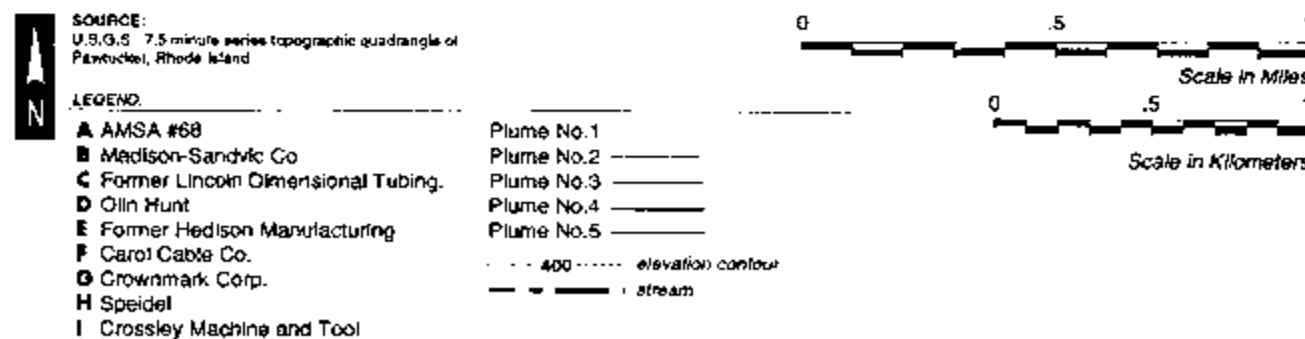 SOURCE:
U.S.G.S 7.5 minute series topographic quadrangle of
Pawtucket, Rhode Island
N
LEGEND.
A AMSA #68
B Madison-Sandvic Co
C Former Lincoln Dimensional Tubing.
D Olin Hunt
E Former Hedison Manufacturing
F Carol Cable Co.
G Crownmark Corp.
H Speidel
I Crossley Machine and Tool
Plume No.1
Plume No.2
Plume No.3
Plume No.4
Plume No.5
400 elevation contour
stream
0 .5 1
Scale in Miles
0 .5 1
Scale in Kilometers